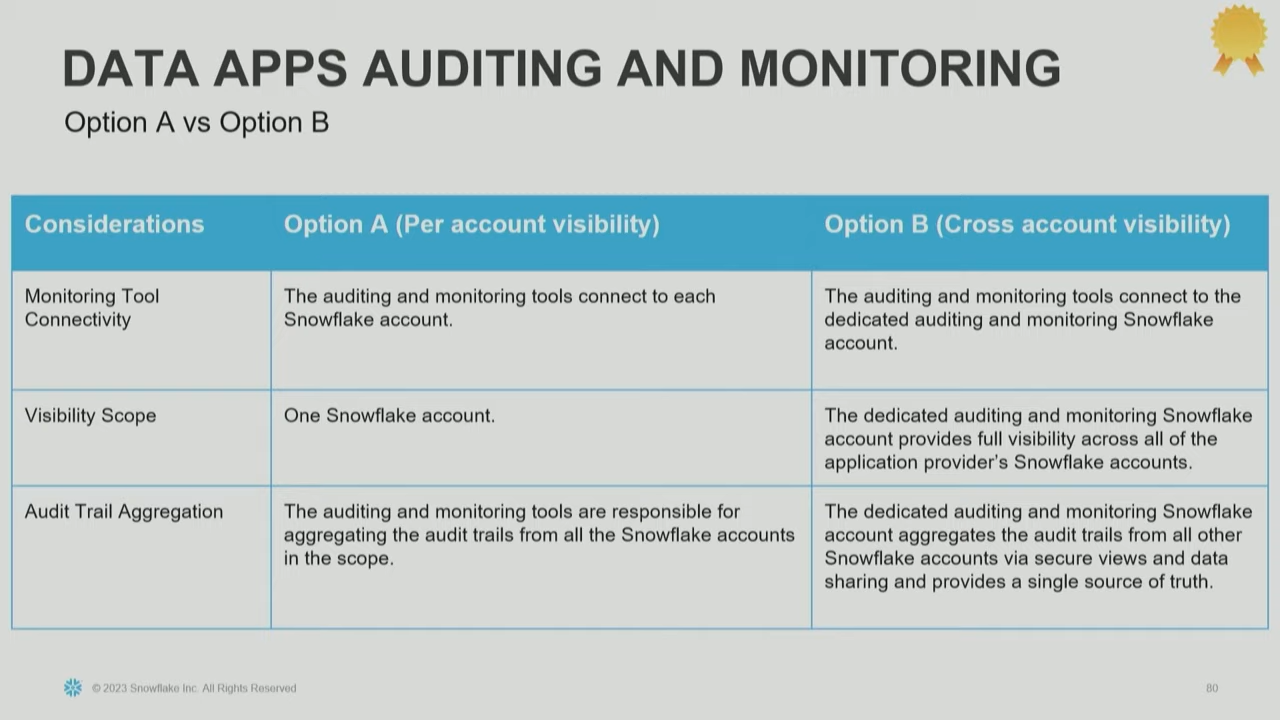 DATA APPS AUDITING AND MONITORING
Option A vs Option B
Considerations
Option A (Per account visibility)
Option B (Cross account visibility)
Monitoring Tool
Connectivity
The auditing and monitoring tools connect to each
Snowflake account.
The auditing and monitoring tools connect to the
dedicated auditing and monitoring Snowflake
account.
Visibility Scope
One Snowflake account.
The dedicated auditing and monitoring Snowflake
account provides full visibility across all of the
application provider's Snowflake accounts.
Audit Trail Aggregation
The auditing and monitoring tools are responsible for
aggregating the audit trails from all the Snowflake accounts
in the scope.
The dedicated auditing and monitoring Snowflake
account aggregates the audit trails from all other
Snowflake accounts via secure views and data
sharing and provides a single source of truth.
© 2023 Snowflake Inc. All Rights Reserved
80